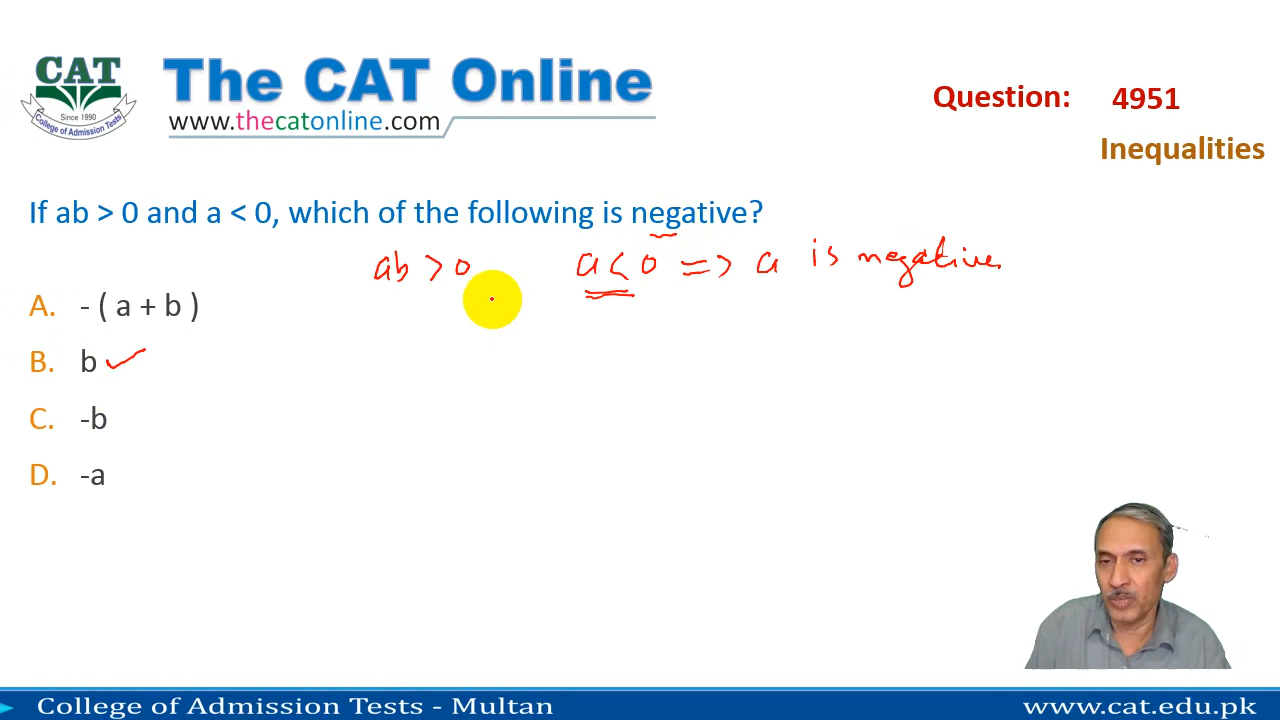 CAT
Since 1990
College of Admission Tests
The CAT Online
www.thecatonline.com
Question: 4951
Inequalities
If ab > 0 and a < 0, which of the following is negative?
ab > 0 a < 0 => a is negative
A. - ( a + b )
B. b
C. -b
D. -a
College of Admission Tests - Multan
www.cat.edu.pk